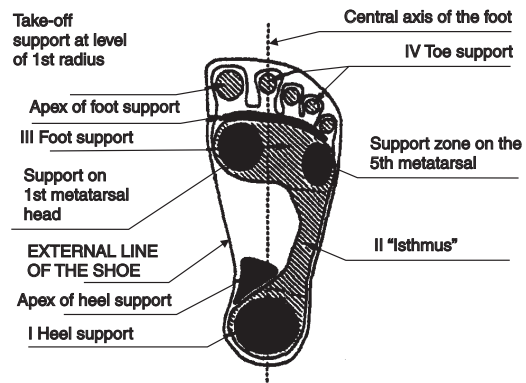 Take-off
support at level
of 1st radius
Apex of foot support
III Foot support
Support on
1st metatarsal
head
EXTERNAL LINE
OF THE SHOE
Apex of heel support
I Heel support
Central axis of the foot
IV Toe support
Support zone on the
5th metatarsal
II “Isthmus”